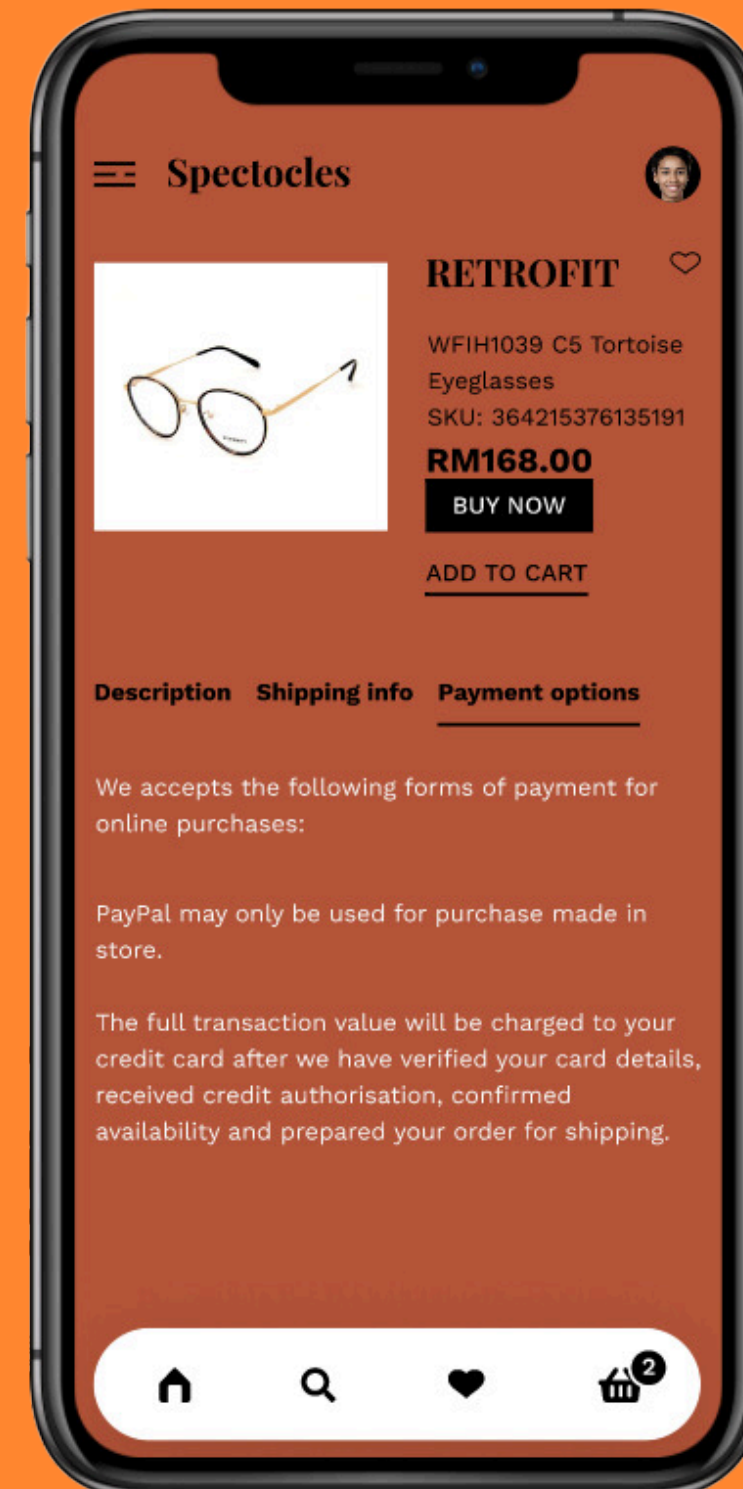 Spectocles
RETROFIT
WFIH1039 C5 Tortoise
Eyeglasses
SKU: 364215376135191
RM168.00
BUY NOW
ADD TO CART
Description Shipping info Payment options
We accepts the following forms of payment for
online purchases:
PayPal may only be used for purchase made in
store.
The full transaction value will be charged to your
credit card after we have verified your card details,
received credit authorisation, confirmed
availability and prepared your order for shipping.
2